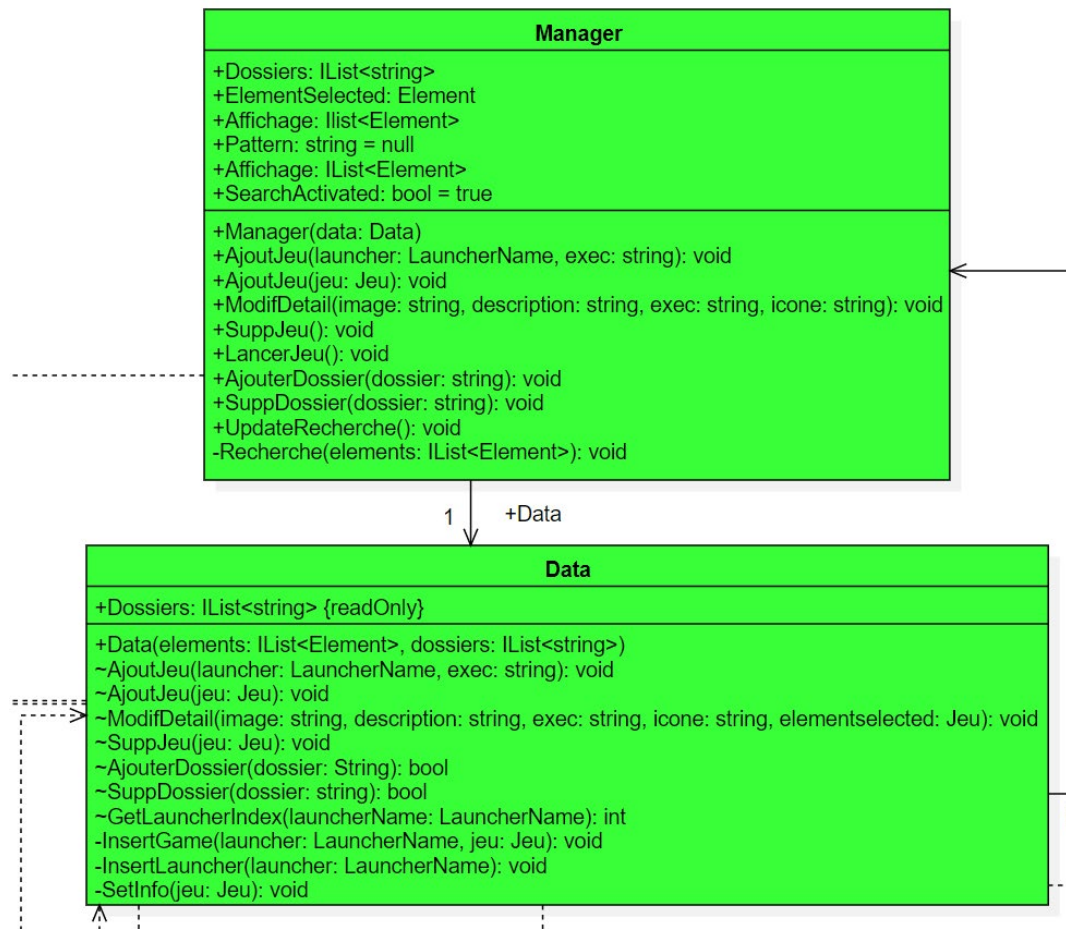 Manager
+Dossiers: IList<string>
+ElementSelected: Element
+Affichage: Ilist<Element>
+Pattern: string = null
+Affichage: IList<Element>
+SearchActivated: bool = true
+Manager(data: Data)
+AjoutJeu(launcher: LauncherName, exec: string): void
+AjoutJeu(jeu: Jeu): void
+ModifDetail(image: string, description: string, exec: string, icone: string): void
+SuppJeu(): void
+LancerJeu(): void
+AjouterDossier(dossier: string): void
+SuppDossier(dossier: string): void
+UpdateRecherche(): void
-Recherche(elements: IList<Element>): void
1 +Data
Data
+Dossiers: IList<string> {readOnly}
+Data(elements: IList<Element>, dossiers: IList<string>)
~AjoutJeu(launcher: LauncherName, exec: string): void
~AjoutJeu(jeu: Jeu): void
~ModifDetail(image: string, description: string, exec: string, icone: string, elementselected: Jeu): void
~SuppJeu(jeu: Jeu): void
~AjouterDossier(dossier: String): bool
~SuppDossier(dossier: string): bool
~GetLauncherIndex(launcherName: LauncherName): int
-InsertGame(launcher: LauncherName, jeu: Jeu): void
-InsertLauncher(launcher: LauncherName): void
-SetInfo(jeu: Jeu): void